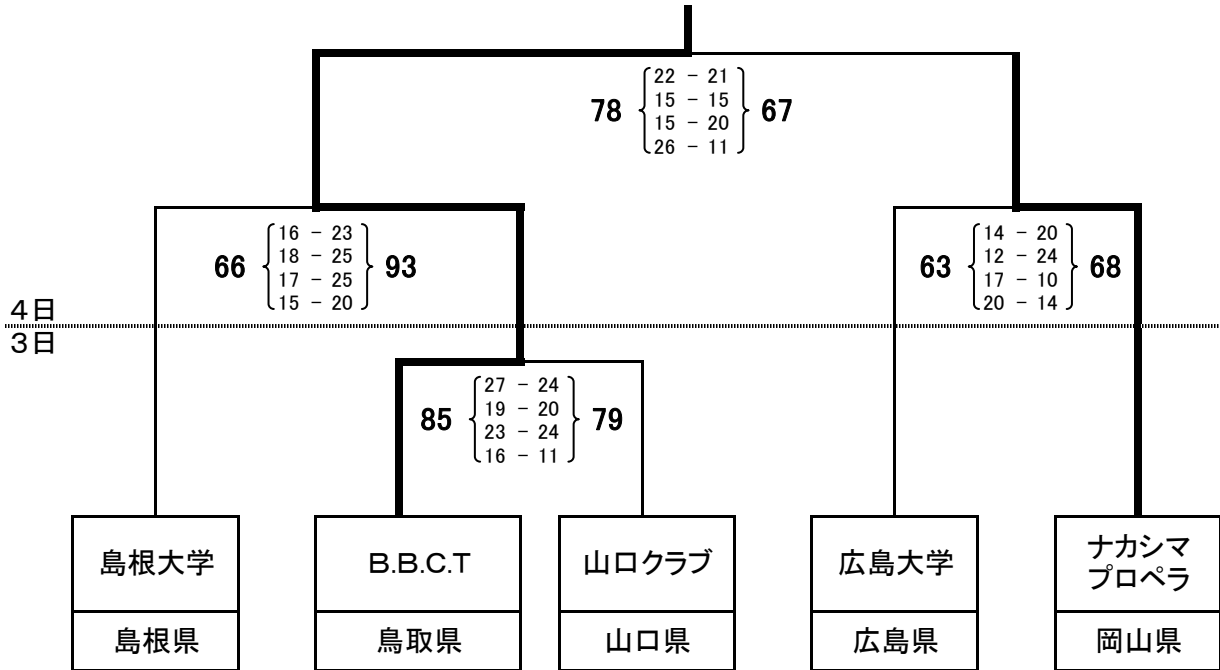 78 22 - 21 67
15 - 15
15 - 20
26 - 11
66 16 - 23 93
18 - 25
17 - 25
15 - 20
63 14 - 20 68
12 - 24
17 - 10
20 - 14
4日
3日
85 27 - 24 79
19 - 20
23 - 24
16 - 11
島根大学
B.B.C.T
山口クラブ
広島大学
ナカシマ
プロペラ
島根県
鳥取県
山口県
広島県
岡山県